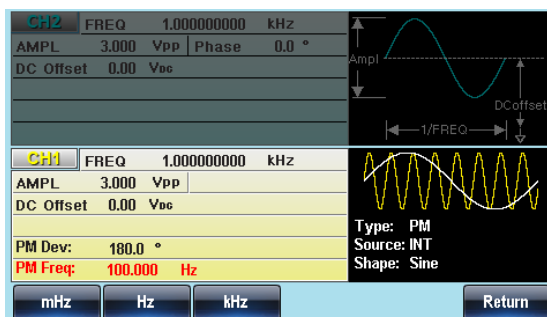 CH2 FREQ 1.000000000 kHz
AMPL 3.000 Vpp Phase 0.0 °
DC Offset 0.00 VDC
Ampl
DCoffset
1/FREQ
CH1 FREQ 1.000000000 kHz
AMPL 3.000 Vpp
DC Offset 0.00 VDC
PM Dev: 180.0 °
PM Freq: 100.000 Hz
Type: PM
Source: INT
Shape: Sine
mHz Hz kHz Return